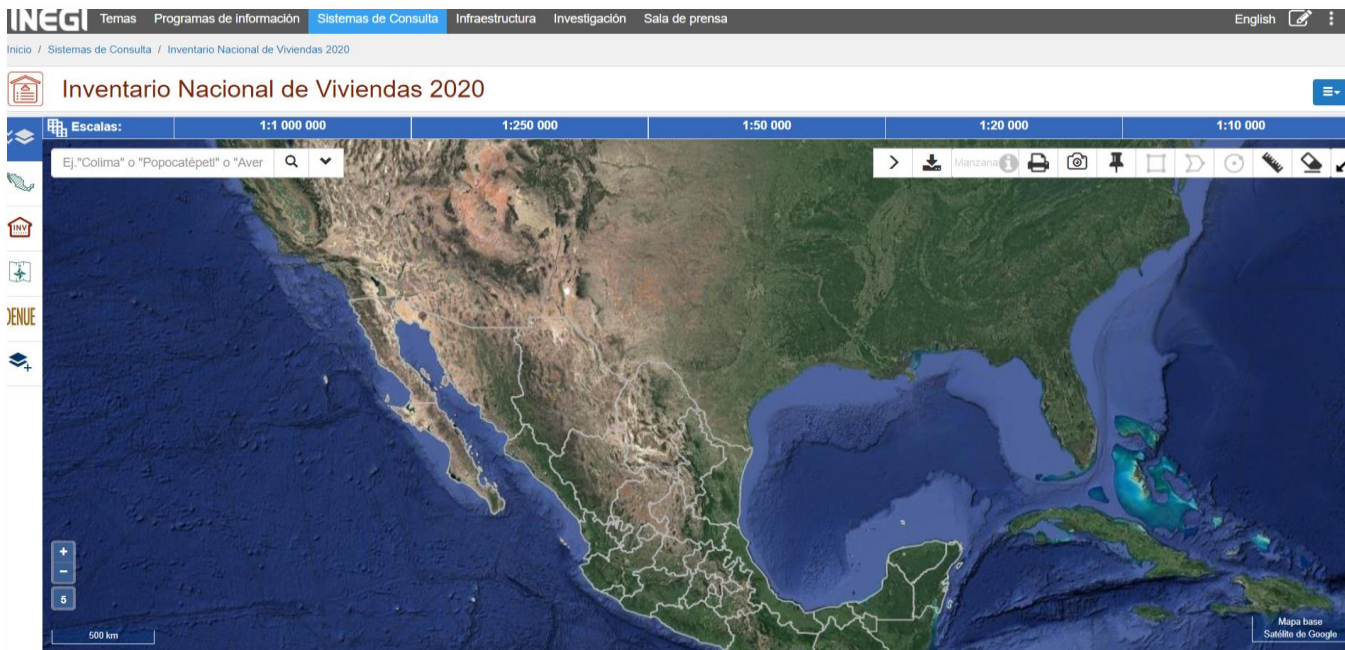 INEGI Temas Programas de información Sistemas de Consulta Infraestructura Investigación Sala de prensa English
Inicio / Sistemas de Consulta / Inventario Nacional de Viviendas 2020
Inventario Nacional de Viviendas 2020
Escalas: 1:1 000 000 1:250 000 1:50 000 1:20 000 1:10 000
Ej."Colima" o "Popocatépetl" o "Aver
Manzana
INV
DENUE
+
−
5
500 km
Mapa base
Satélite de Google